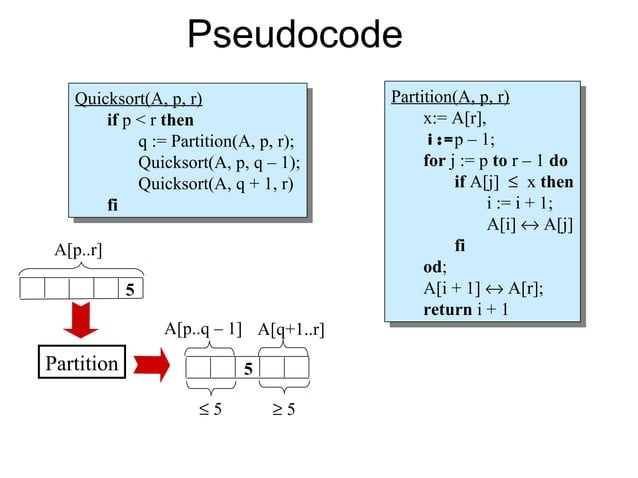 Pseudocode
Quicksort(A, p, r)
if p < r then
q := Partition(A, p, r);
Quicksort(A, p, q – 1);
Quicksort(A, q + 1, r)
fi
Partition(A, p, r)
x:= A[r],
i :=p – 1;
for j := p to r – 1 do
if A[j] ≤ x then
i := i + 1;
A[i] ↔ A[j]
fi
od;
A[i + 1] ↔ A[r];
return i + 1
A[p..r]
5
Partition
A[p..q – 1] A[q+1..r]
5
≤ 5 ≥ 5